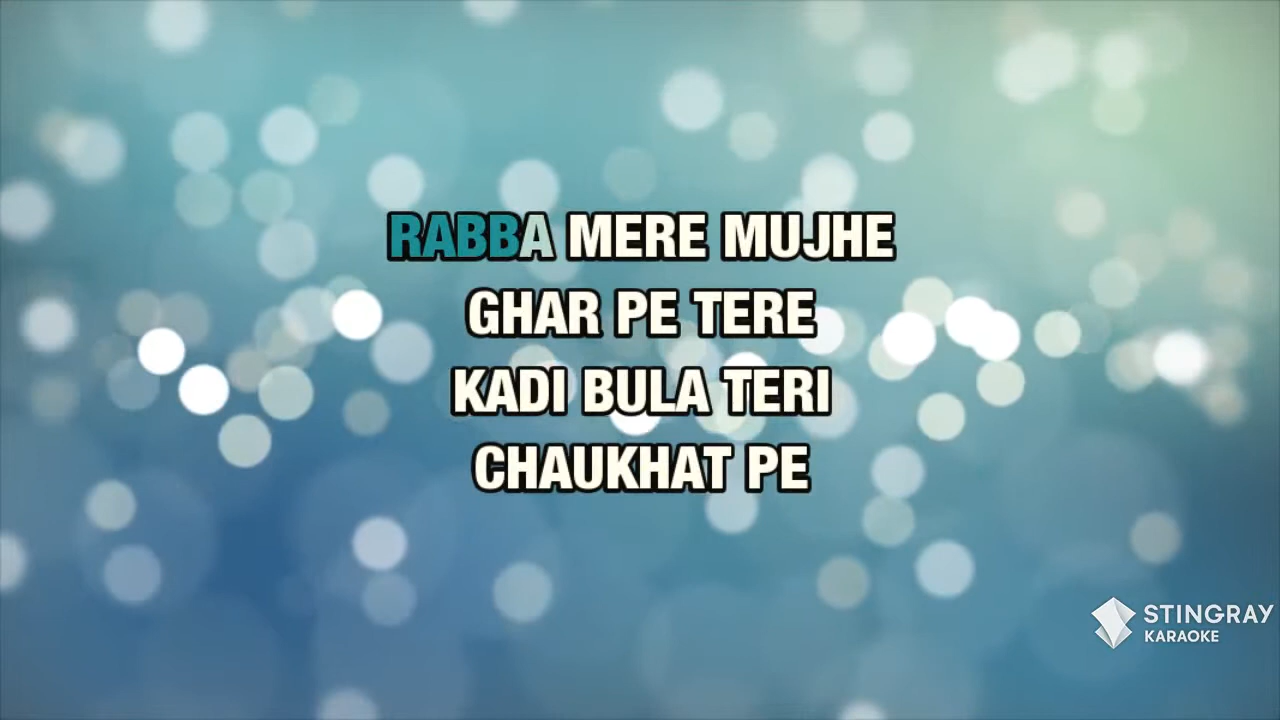 RABBA MERE MUJHE
GHAR PE TERE
KADI BULA TERI
CHAUKHAT PE
STINGRAY
KARAOKE